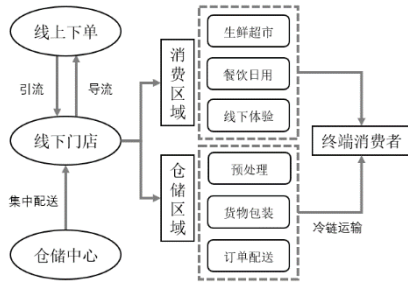 线上下单
引流
导流
线下门店
集中配送
仓储中心
消费区域
仓储区域
生鲜超市
餐饮日用
线下体验
预处理
货物包装
订单配送
终端消费者
冷链运输